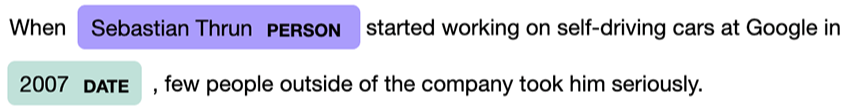 When Sebastian Thrun PERSON started working on self-driving cars at Google in
2007 DATE , few people outside of the company took him seriously.